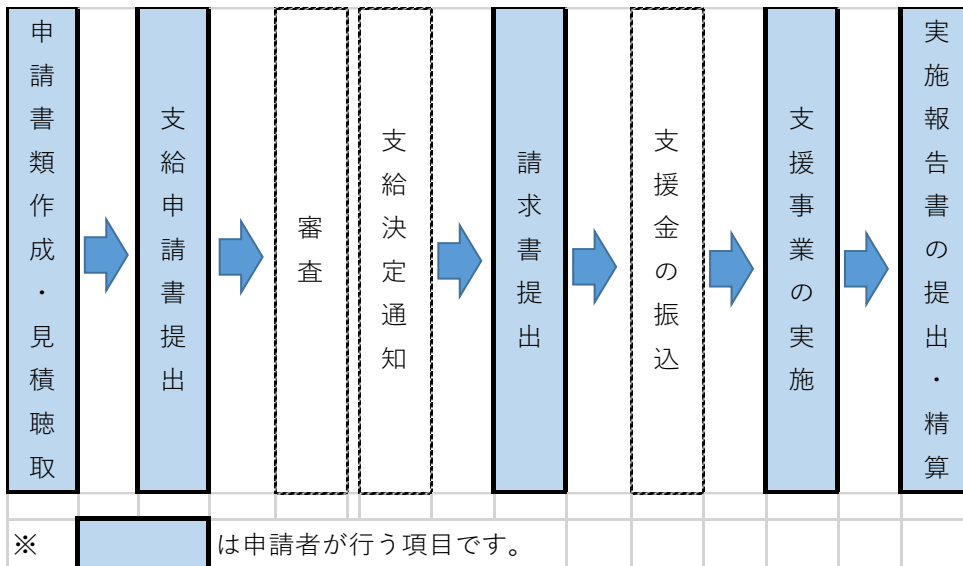 申請書類作成・見積聴取
支給申請書提出
審査
支給決定通知
請求書提出
支援金の振込
支援事業の実施
実施報告書の提出・精算
※ は申請者が行う項目です。